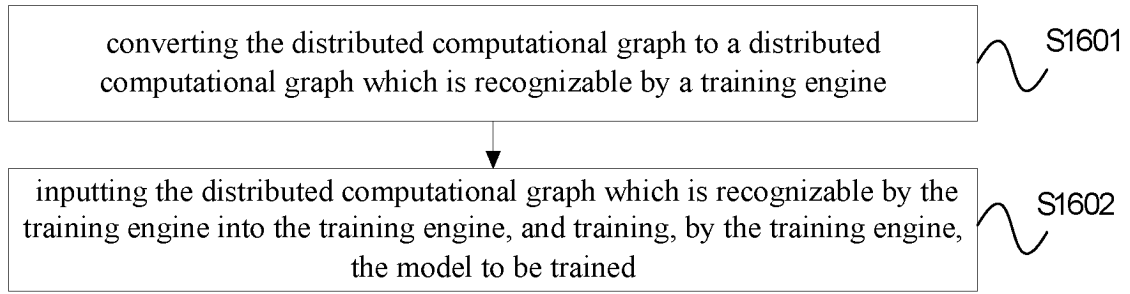 converting the distributed computational graph to a distributed
computational graph which is recognizable by a training engine
S1601
inputting the distributed computational graph which is recognizable by the
training engine into the training engine, and training, by the training engine,
the model to be trained
S1602